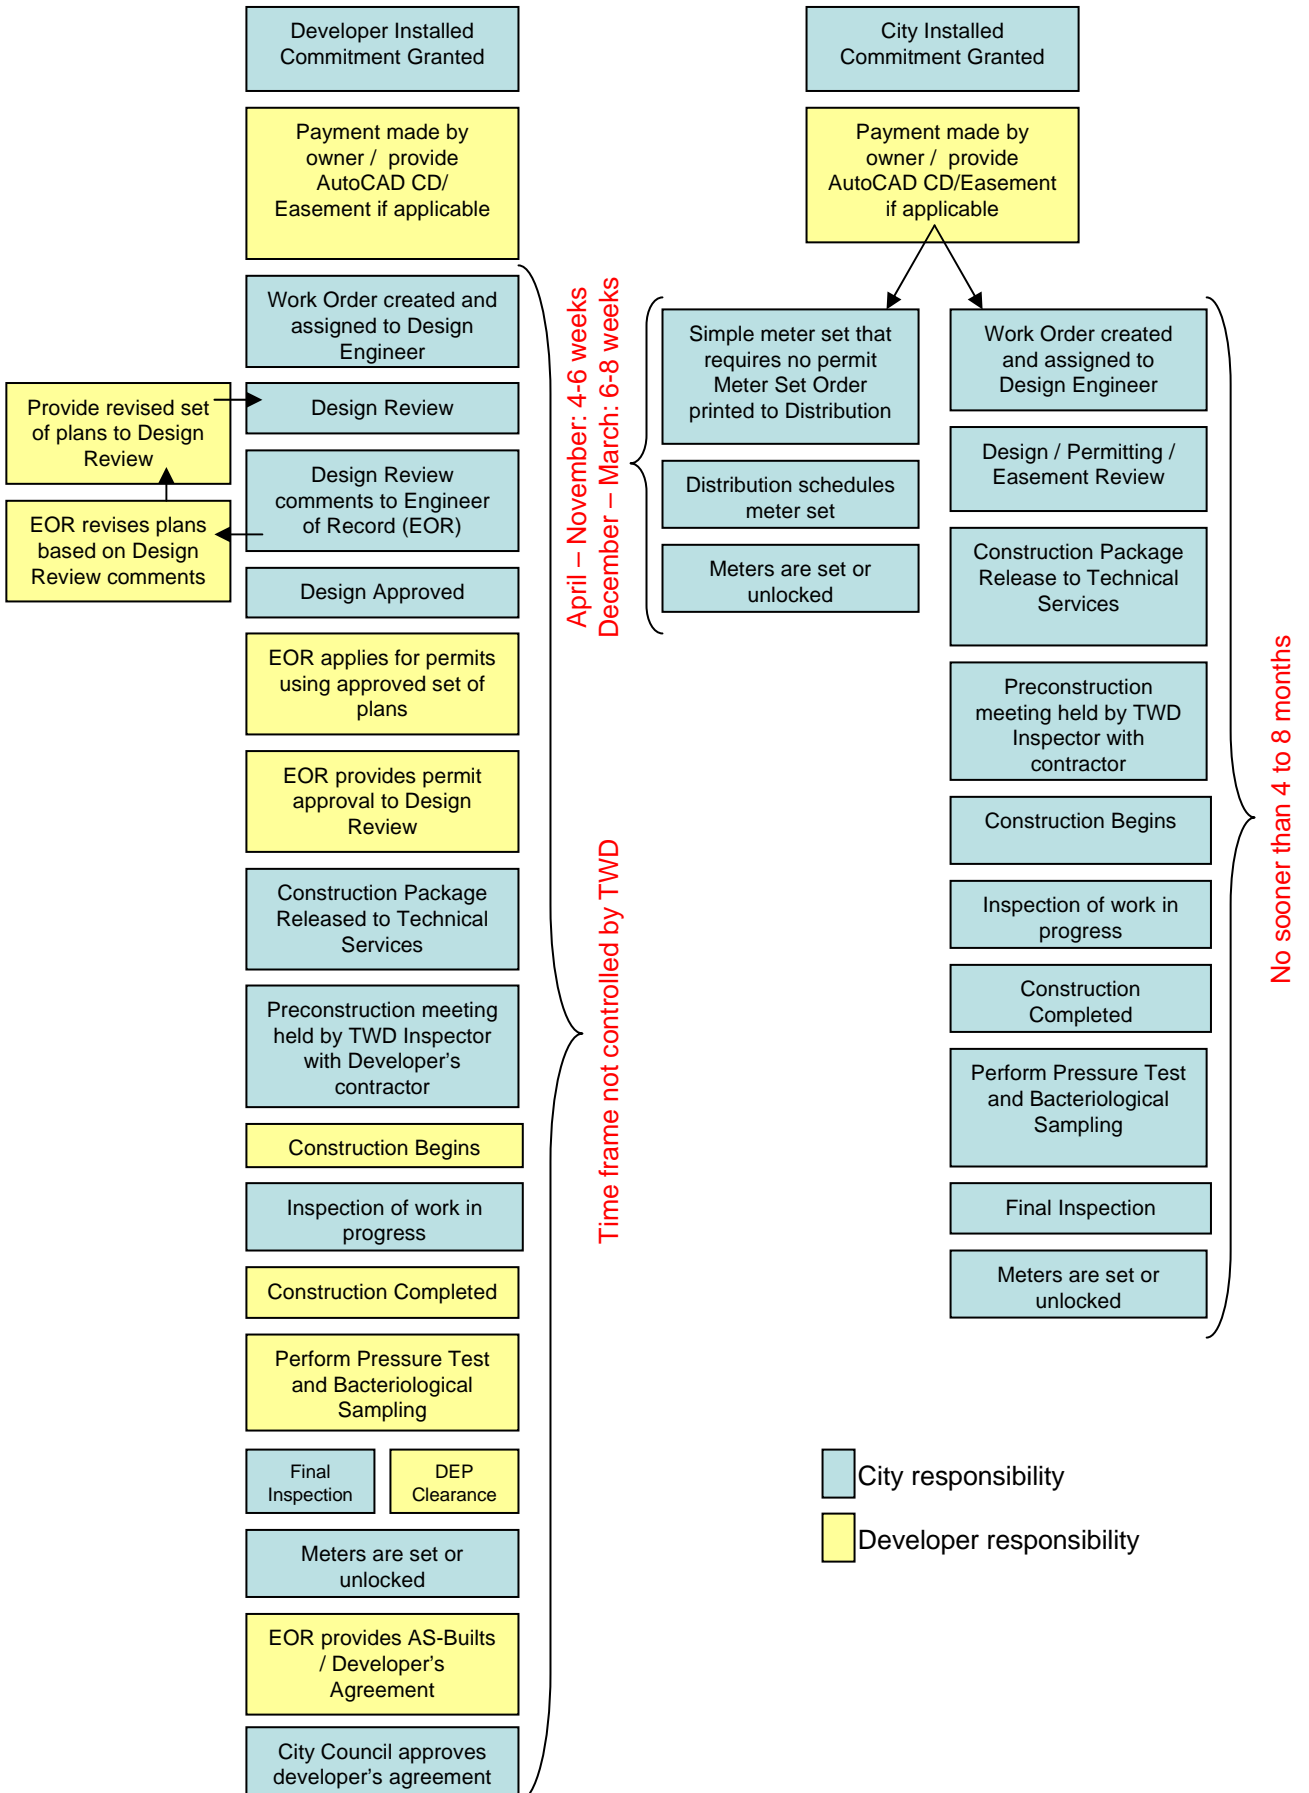 Developer Installed
Commitment Granted
Payment made by
owner / provide
AutoCAD CD/
Easement if applicable
Work Order created and
assigned to Design
Engineer
Design Review
Provide revised set
of plans to Design
Review
Design Review
comments to Engineer
of Record (EOR)
EOR revises plans
based on Design
Review comments
Design Approved
EOR applies for permits
using approved set of
plans
EOR provides permit
approval to Design
Review
Construction Package
Released to Technical
Services
Preconstruction meeting
held by TWD Inspector
with Developer's
contractor
Construction Begins
Inspection of work in
progress
Construction Completed
Perform Pressure Test
and Bacteriological
Sampling
Final
Inspection
DEP
Clearance
Meters are set or
unlocked
EOR provides AS-Builts
/ Developer's
Agreement
City Council approves
developer's agreement
Time frame not controlled by TWD
City Installed
Commitment Granted
Payment made by
owner / provide
AutoCAD CD/Easement
if applicable
April – November: 4-6 weeks
December – March: 6-8 weeks
Simple meter set that
requires no permit
Meter Set Order
printed to Distribution
Distribution schedules
meter set
Meters are set or
unlocked
Work Order created
and assigned to
Design Engineer
Design / Permitting /
Easement Review
Construction Package
Release to Technical
Services
Preconstruction
meeting held by TWD
Inspector with
contractor
Construction Begins
Inspection of work in
progress
Construction
Completed
Perform Pressure Test
and Bacteriological
Sampling
Final Inspection
Meters are set or
unlocked
No sooner than 4 to 8 months
City responsibility
Developer responsibility